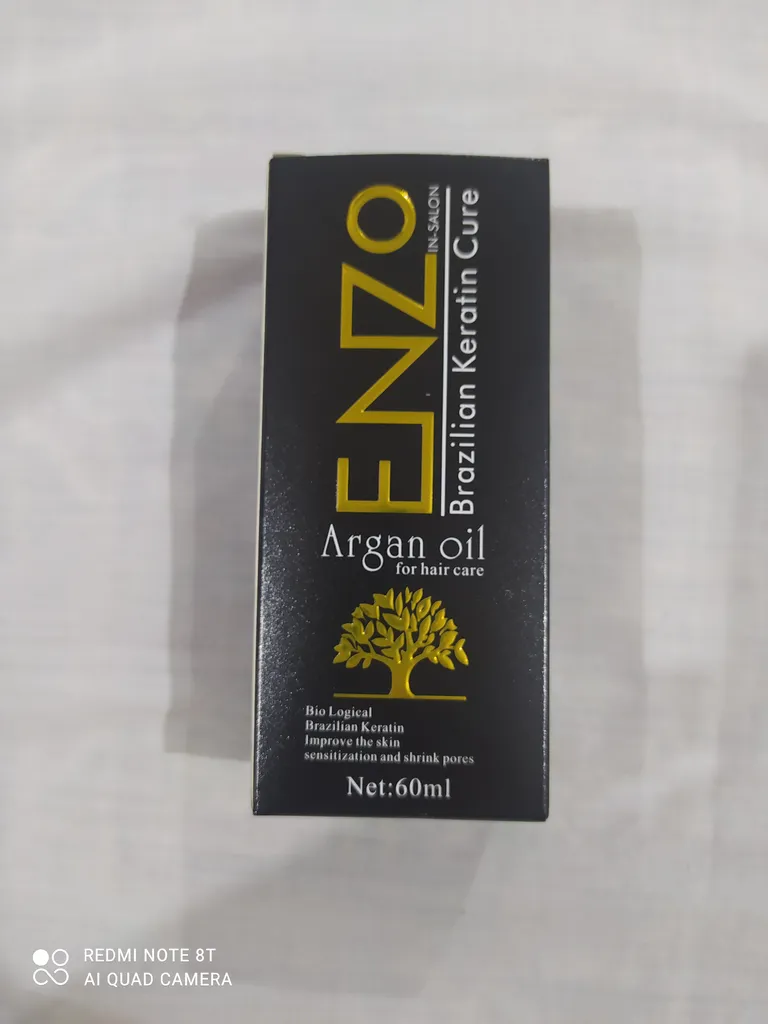 ENZO
IN-SALON
Brazilian Keratin Cure
Argan oil
for hair care
Bio Logical
Brazilian Keratin
Improve the skin
sensitization and shrink pores
Net:60ml
REDMI NOTE 8T
AI QUAD CAMERA